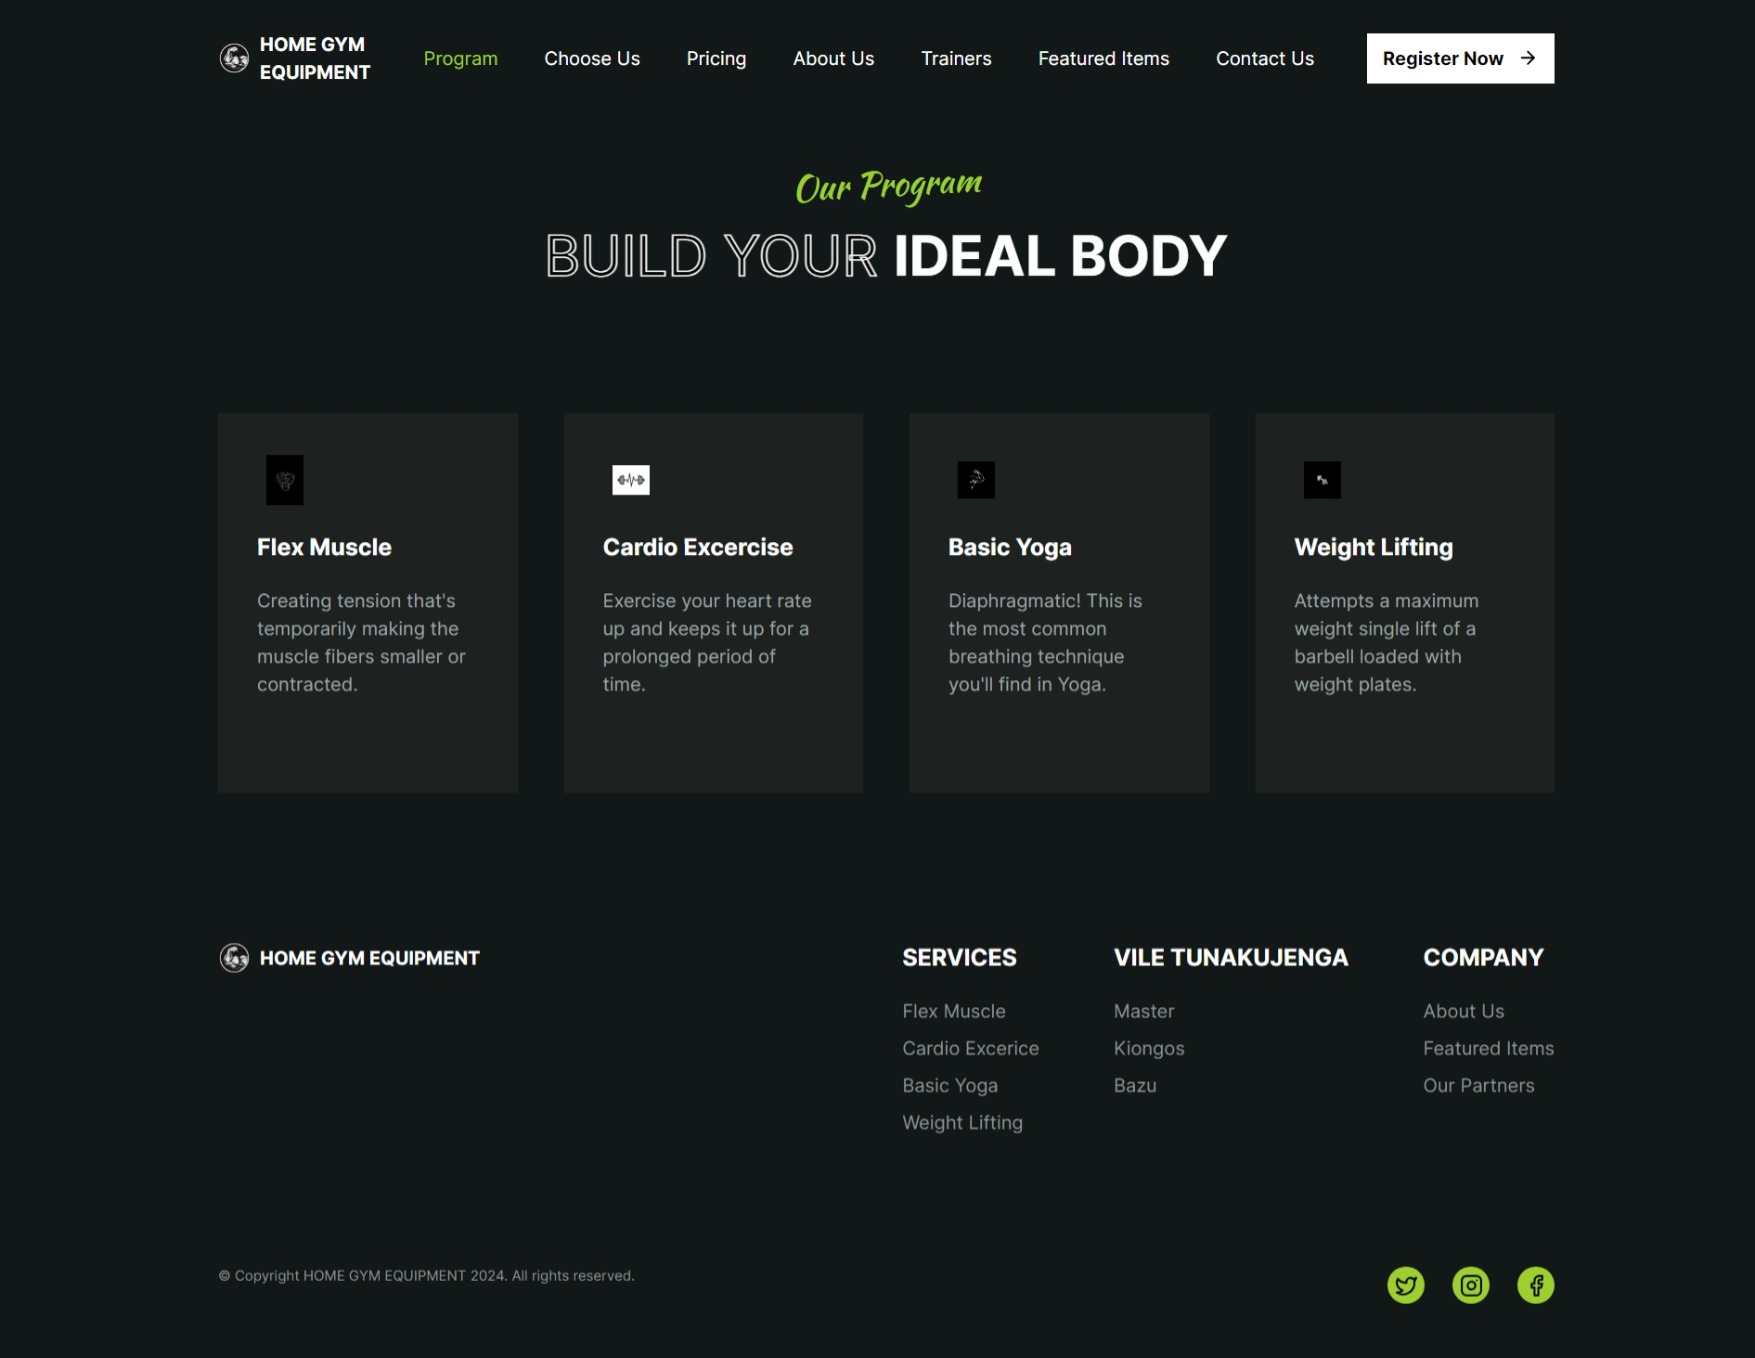 HOME GYM
EQUIPMENT
Program
Choose Us
Pricing
About Us
Trainers
Featured Items
Contact Us
Register Now
Our Program
BUILD YOUR IDEAL BODY
Flex Muscle
Creating tension that's
temporarily making the
muscle fibers smaller or
contracted.
Cardio Excercise
Exercise your heart rate
up and keeps it up for a
prolonged period of
time.
Basic Yoga
Diaphragmatic! This is
the most common
breathing technique
you'll find in Yoga.
Weight Lifting
Attempts a maximum
weight single lift of a
barbell loaded with
weight plates.
HOME GYM EQUIPMENT
SERVICES
Flex Muscle
Cardio Excerice
Basic Yoga
Weight Lifting
VILE TUNAKUJENGA
Master
Kiongos
Bazu
COMPANY
About Us
Featured Items
Our Partners
© Copyright HOME GYM EQUIPMENT 2024. All rights reserved.